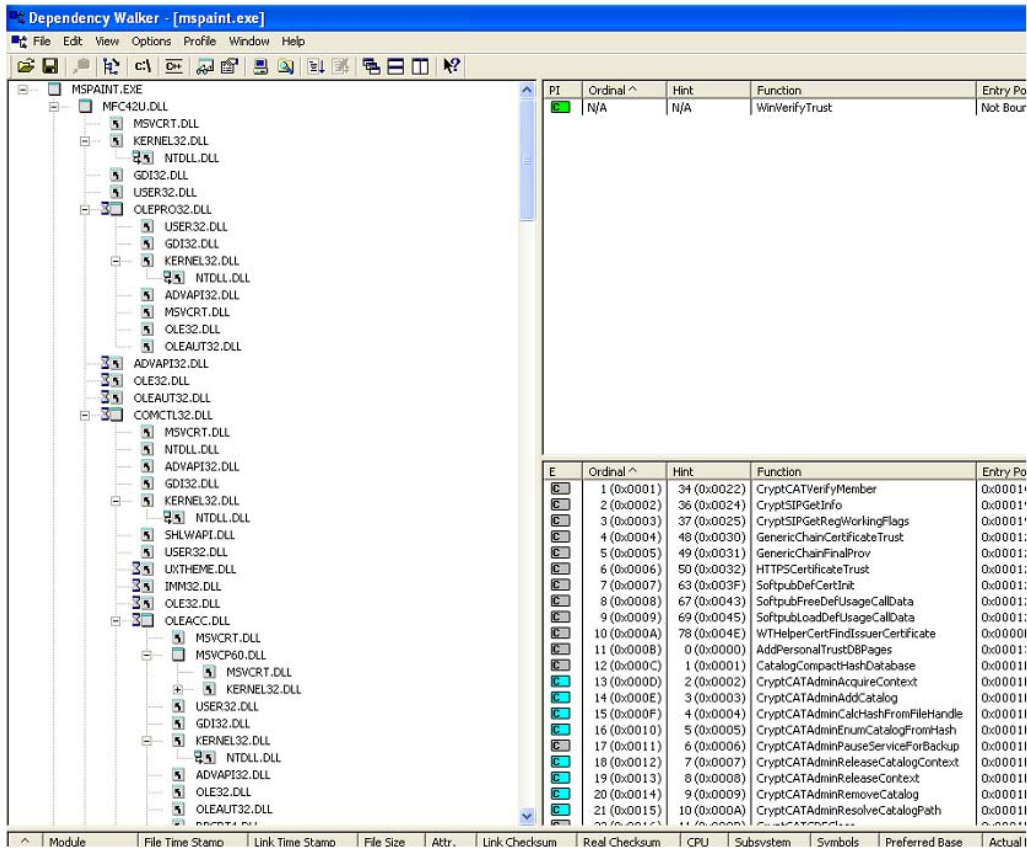 Dependency Walker - [mspaint.exe]
File Edit View Options Profile Window Help
C:\ C++
MSPAINT.EXE
MFC42U.DLL
MSVCRT.DLL
KERNEL32.DLL
NTDLL.DLL
GDI32.DLL
USER32.DLL
OLEPRO32.DLL
USER32.DLL
GDI32.DLL
KERNEL32.DLL
NTDLL.DLL
ADVAPI32.DLL
MSVCRT.DLL
OLE32.DLL
OLEAUT32.DLL
ADVAPI32.DLL
OLE32.DLL
OLEAUT32.DLL
COMCTL32.DLL
MSVCRT.DLL
NTDLL.DLL
ADVAPI32.DLL
GDI32.DLL
KERNEL32.DLL
NTDLL.DLL
SHLWAPI.DLL
USER32.DLL
UXTHEME.DLL
IMM32.DLL
OLE32.DLL
OLEACC.DLL
MSVCRT.DLL
MSVCP60.DLL
MSVCRT.DLL
KERNEL32.DLL
USER32.DLL
GDI32.DLL
KERNEL32.DLL
NTDLL.DLL
ADVAPI32.DLL
OLE32.DLL
OLEAUT32.DLL
PI Ordinal ^ Hint Function Entry Po
C N/A N/A WinVerifyTrust Not Bour
E Ordinal ^ Hint Function Entry Po
C 1 (0x0001) 34 (0x0022) CryptCATVerifyMember 0x00014
C 2 (0x0002) 36 (0x0024) CryptSIPGetInfo
C 3 (0x0003) 37 (0x0025) CryptSIPGetRegWorkingFlags
C 4 (0x0004) 48 (0x0030) GenericChainCertificateTrust 0x00012
C 5 (0x0005) 49 (0x0031) GenericChainFinalProv 0x00012
C 6 (0x0006) 50 (0x0032) HTTPSCertificateTrust 0x00012
C 7 (0x0007) 63 (0x003F) SoftpubDefCertInit 0x00012
C 8 (0x0008) 67 (0x0043) SoftpubFreeDefUsageCallData 0x00012
C 9 (0x0009) 69 (0x0045) SoftpubLoadDefUsageCallData 0x00012
C 10 (0x000A) 78 (0x004E) WTHelperCertFindIssuerCertificate
C 11 (0x000B) 0 (0x0000) AddPersonalTrustDBPages
C 12 (0x000C) 1 (0x0001) CatalogCompactHashDatabase
C 13 (0x000D) 2 (0x0002) CryptCATAdminAcquireContext
C 14 (0x000E) 3 (0x0003) CryptCATAdminAddCatalog
C 15 (0x000F) 4 (0x0004) CryptCATAdminCalcHashFromFileHandle
C 16 (0x0010) 5 (0x0005) CryptCATAdminEnumCatalogFromHash
C 17 (0x0011) 6 (0x0006) CryptCATAdminPauseServiceForBackup
C 18 (0x0012) 7 (0x0007) CryptCATAdminReleaseCatalogContext
C 19 (0x0013) 8 (0x0008) CryptCATAdminReleaseContext
C 20 (0x0014) 9 (0x0009) CryptCATAdminRemoveCatalog
C 21 (0x0015) 10 (0x000A) CryptCATAdminResolveCatalogPath
^ Module File Time Stamp Link Time Stamp File Size Attr. Link Checksum Real Checksum CPU Subsystem Symbols Preferred Base Actual